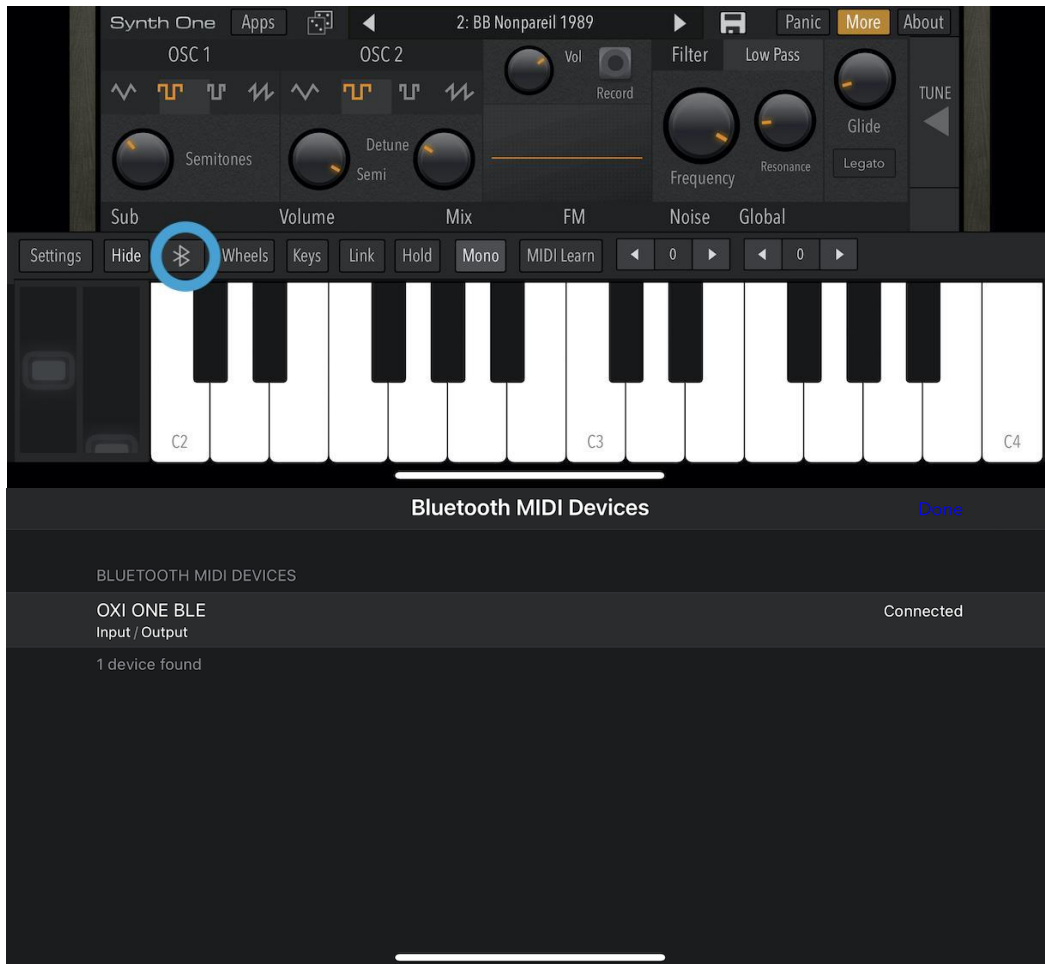 Synth One Apps 2: BB Nonpareil 1989 Panic More About
OSC 1 OSC 2 Vol Filter Low Pass
Record TUNE
Glide
Semitones Detune
Semi Resonance Legato
Frequency
Sub Volume Mix FM Noise Global
Settings Hide Wheels Keys Link Hold Mono MIDI Learn 0 0
C2 C3 C4
Bluetooth MIDI Devices Done
BLUETOOTH MIDI DEVICES
OXI ONE BLE Connected
Input / Output
1 device found